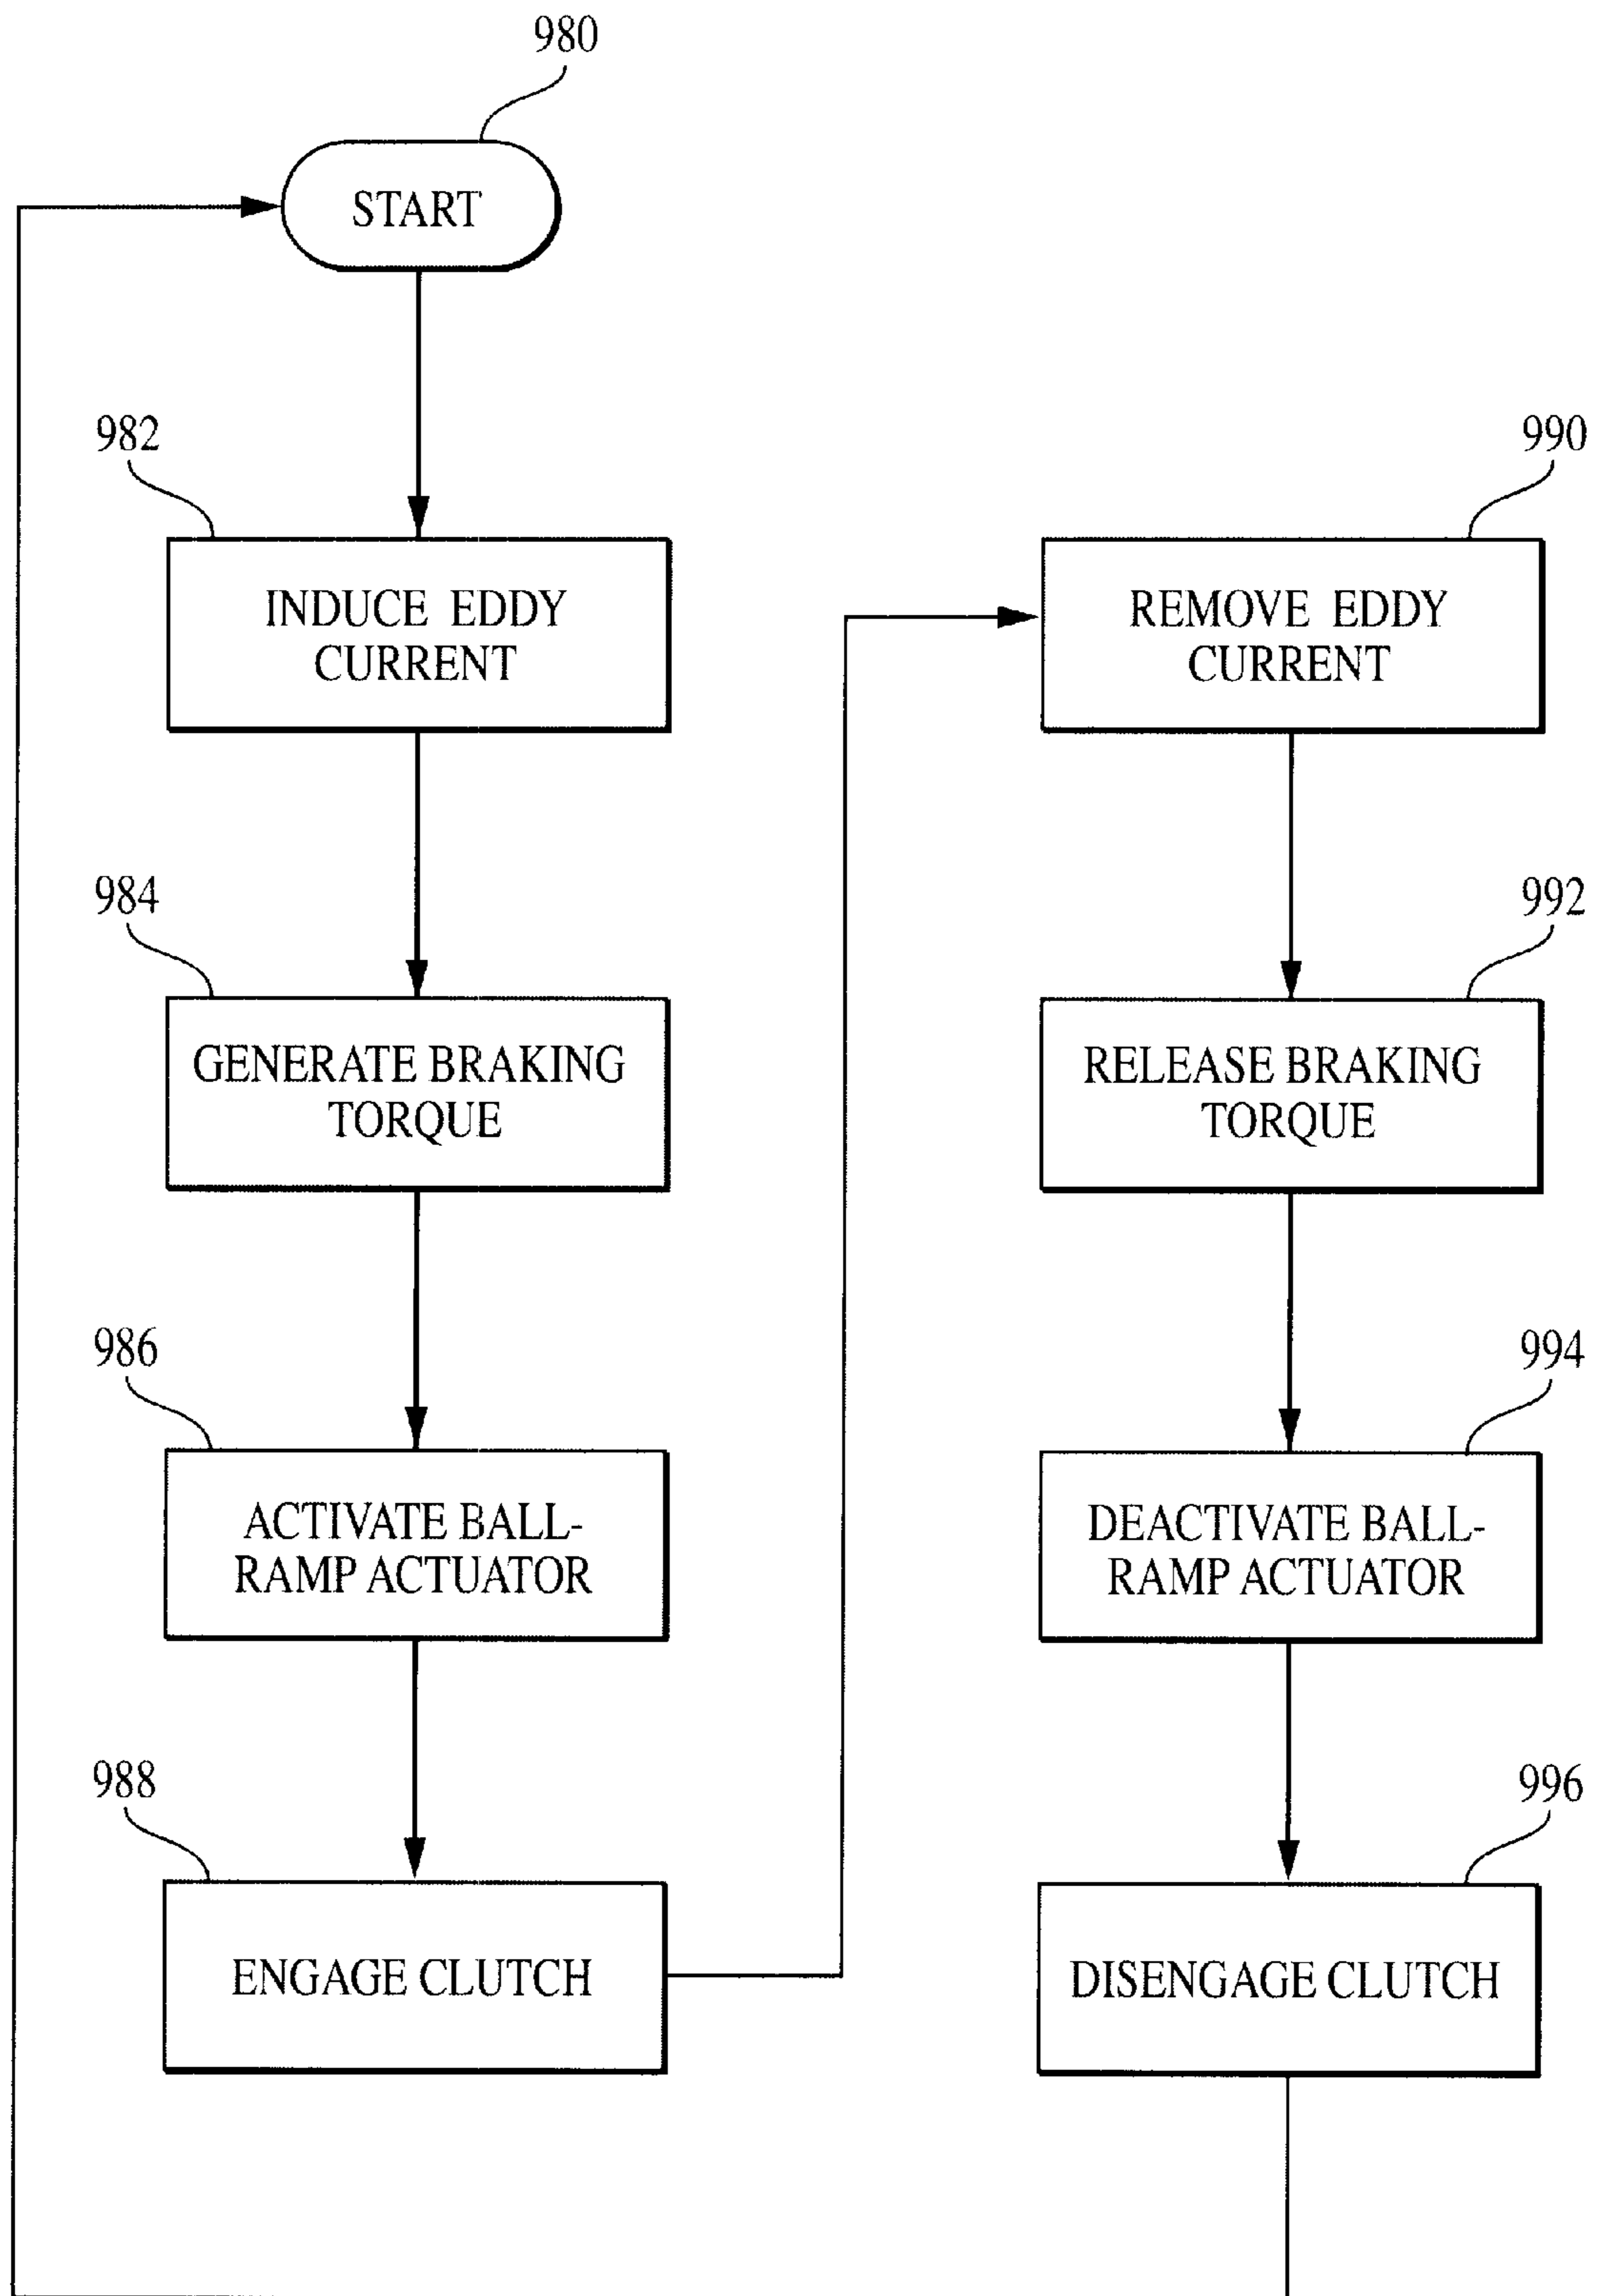 980
START
982
INDUCE EDDY
CURRENT
984
GENERATE BRAKING
TORQUE
986
ACTIVATE BALL-
RAMP ACTUATOR
988
ENGAGE CLUTCH
990
REMOVE EDDY
CURRENT
992
RELEASE BRAKING
TORQUE
994
DEACTIVATE BALL-
RAMP ACTUATOR
996
DISENGAGE CLUTCH